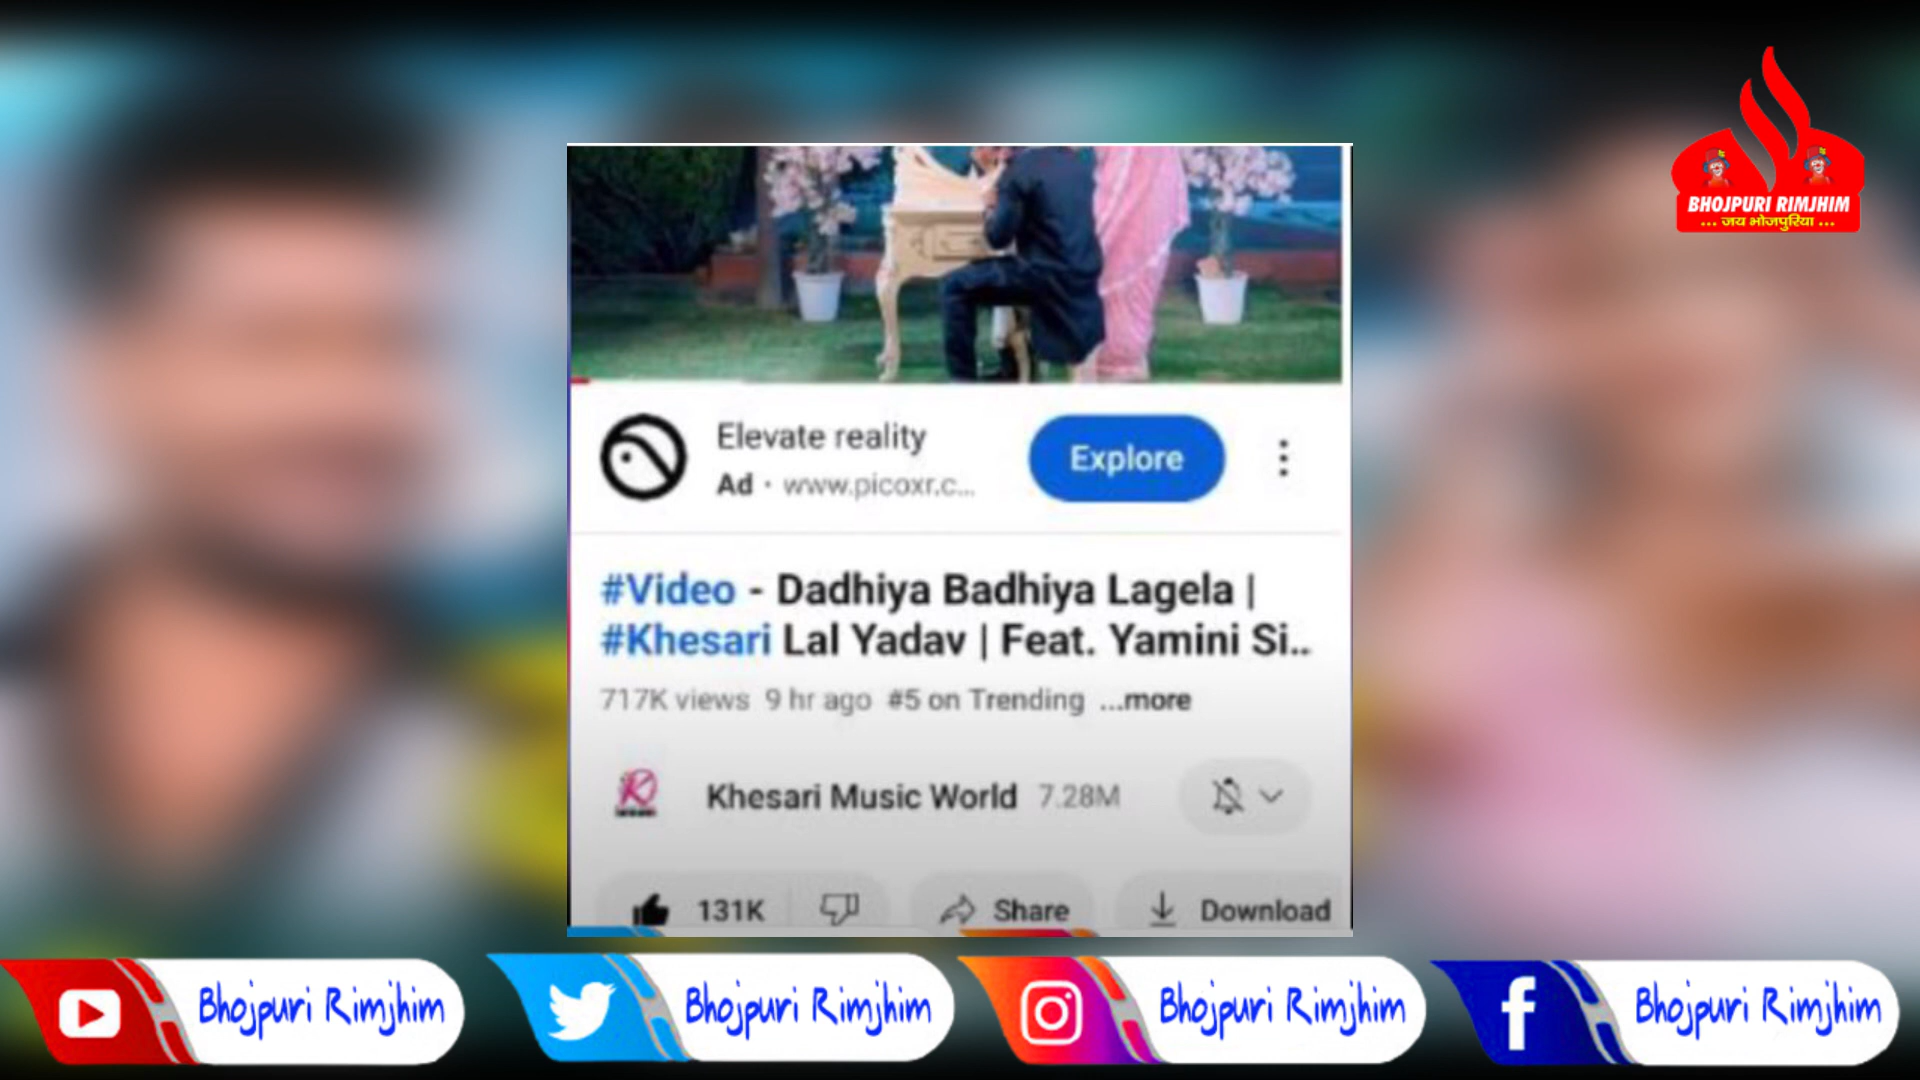 BHOJPURI RIMJHIM
... जय भोजपुरिया ...
Elevate reality
Explore
Ad · www.picoxr.c...
#Video - Dadhiya Badhiya Lagela |
#Khesari Lal Yadav | Feat. Yamini Si..
717K views 9 hr ago #5 on Trending ...more
Khesari Music World 7.28M
131K Share Download
Bhojpuri Rimjhim
Bhojpuri Rimjhim
Bhojpuri Rimjhim
Bhojpuri Rimjhim